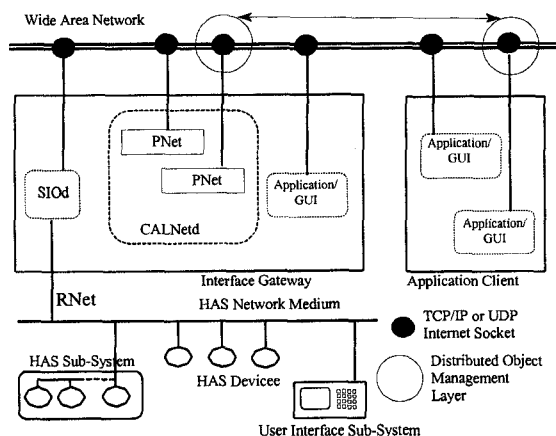 Wide Area Network
PNet
PNet
SIOd
CALNetd
Application/
GUI
Interface Gateway
Application/
GUI
Application/
GUI
Application Client
RNet
HAS Network Medium
TCP/IP or UDP
Internet Socket
HAS Sub-System
HAS Devicee
Distributed Object
Management
Layer
User Interface Sub-System